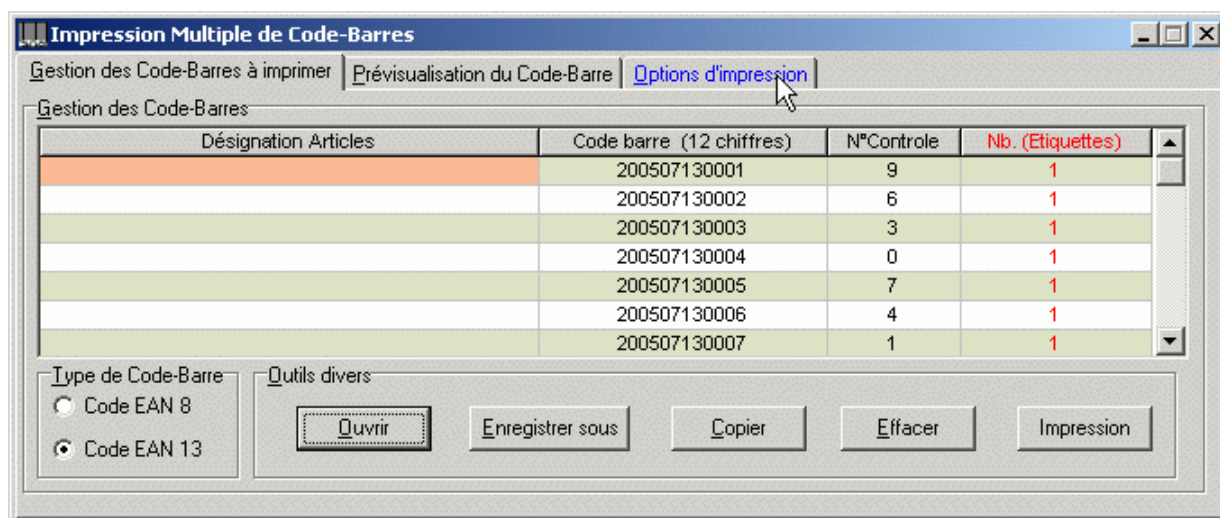 Impression Multiple de Code-Barres
Gestion des Code-Barres à imprimer Prévisualisation du Code-Barre Options d'impression
Gestion des Code-Barres
Désignation Articles Code barre (12 chiffres) N°Controle Nb. (Etiquettes)
200507130001 9 1
200507130002 6 1
200507130003 3 1
200507130004 0 1
200507130005 7 1
200507130006 4 1
200507130007 1 1
Type de Code-Barre Outils divers
Code EAN 8
Ouvrir Enregistrer sous Copier Effacer Impression
Code EAN 13